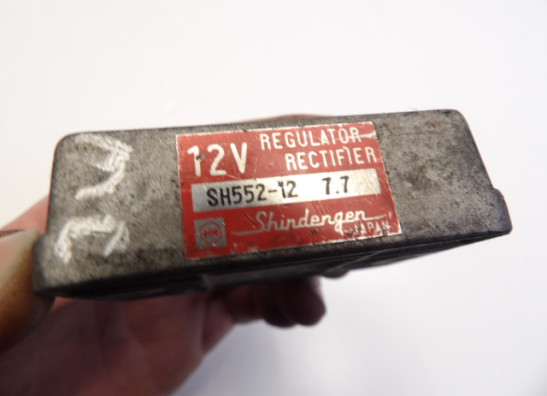 12V REGULATOR
RECTIFIER
SH552-12 7.7
Shindengen
JAPAN